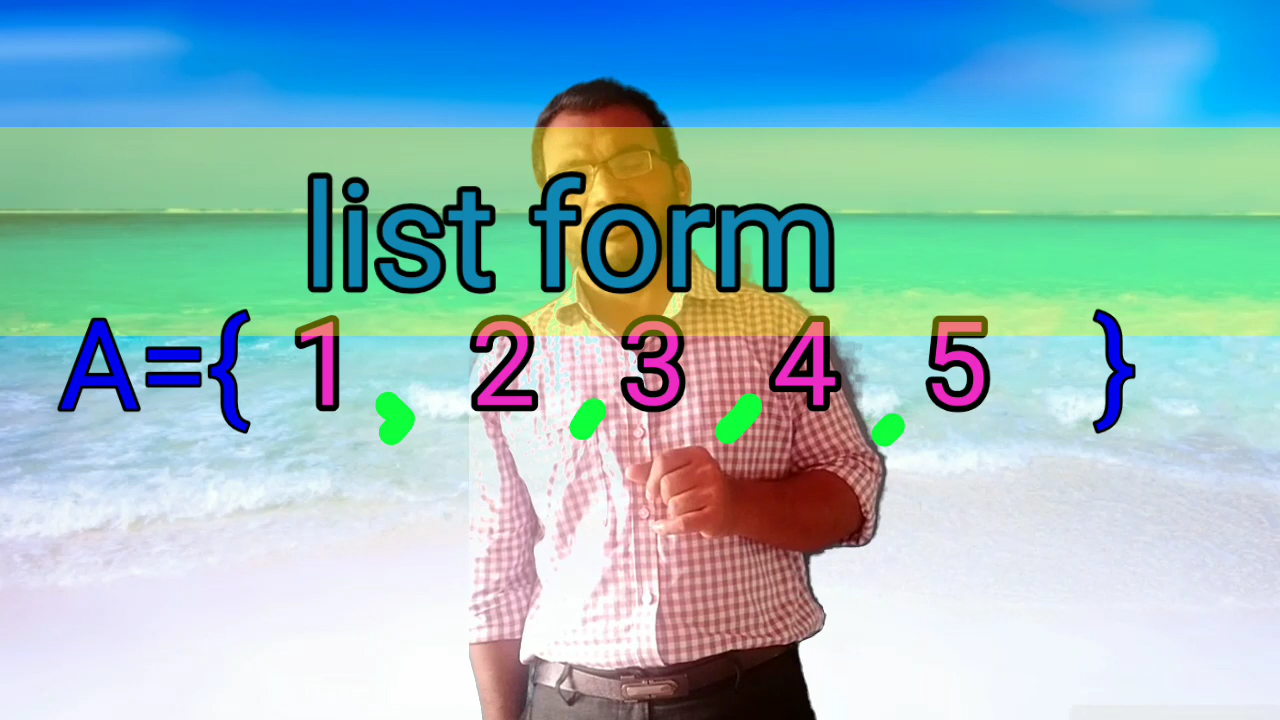 list form
A={ 1, 2, 3, 4, 5 }